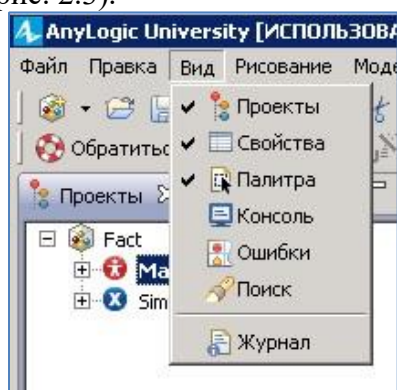 рис. 2.3).
AnyLogic University [ИСПОЛЬЗОВА
Файл Правка Вид Рисование Моде
Проекты
Обратитьс
Свойства
Проекты
Палитра
Консоль
Fact
Ошибки
Ma
Sim
Поиск
Журнал